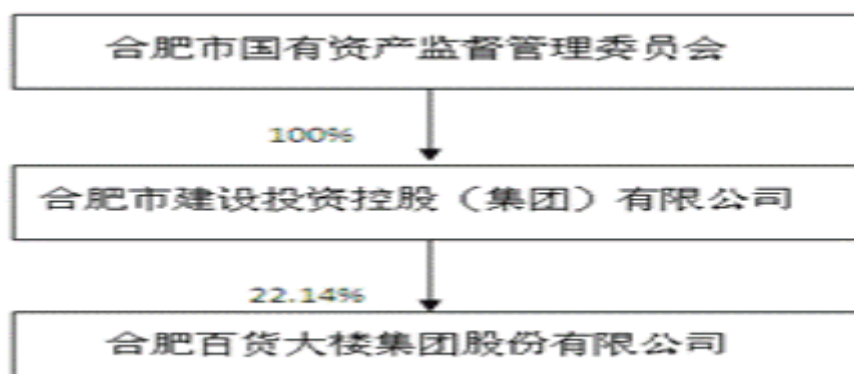 合肥市国有资产监督管理委员会
100%
合肥市建设投资控股（集团）有限公司
22.14%
合肥百货大楼集团股份有限公司